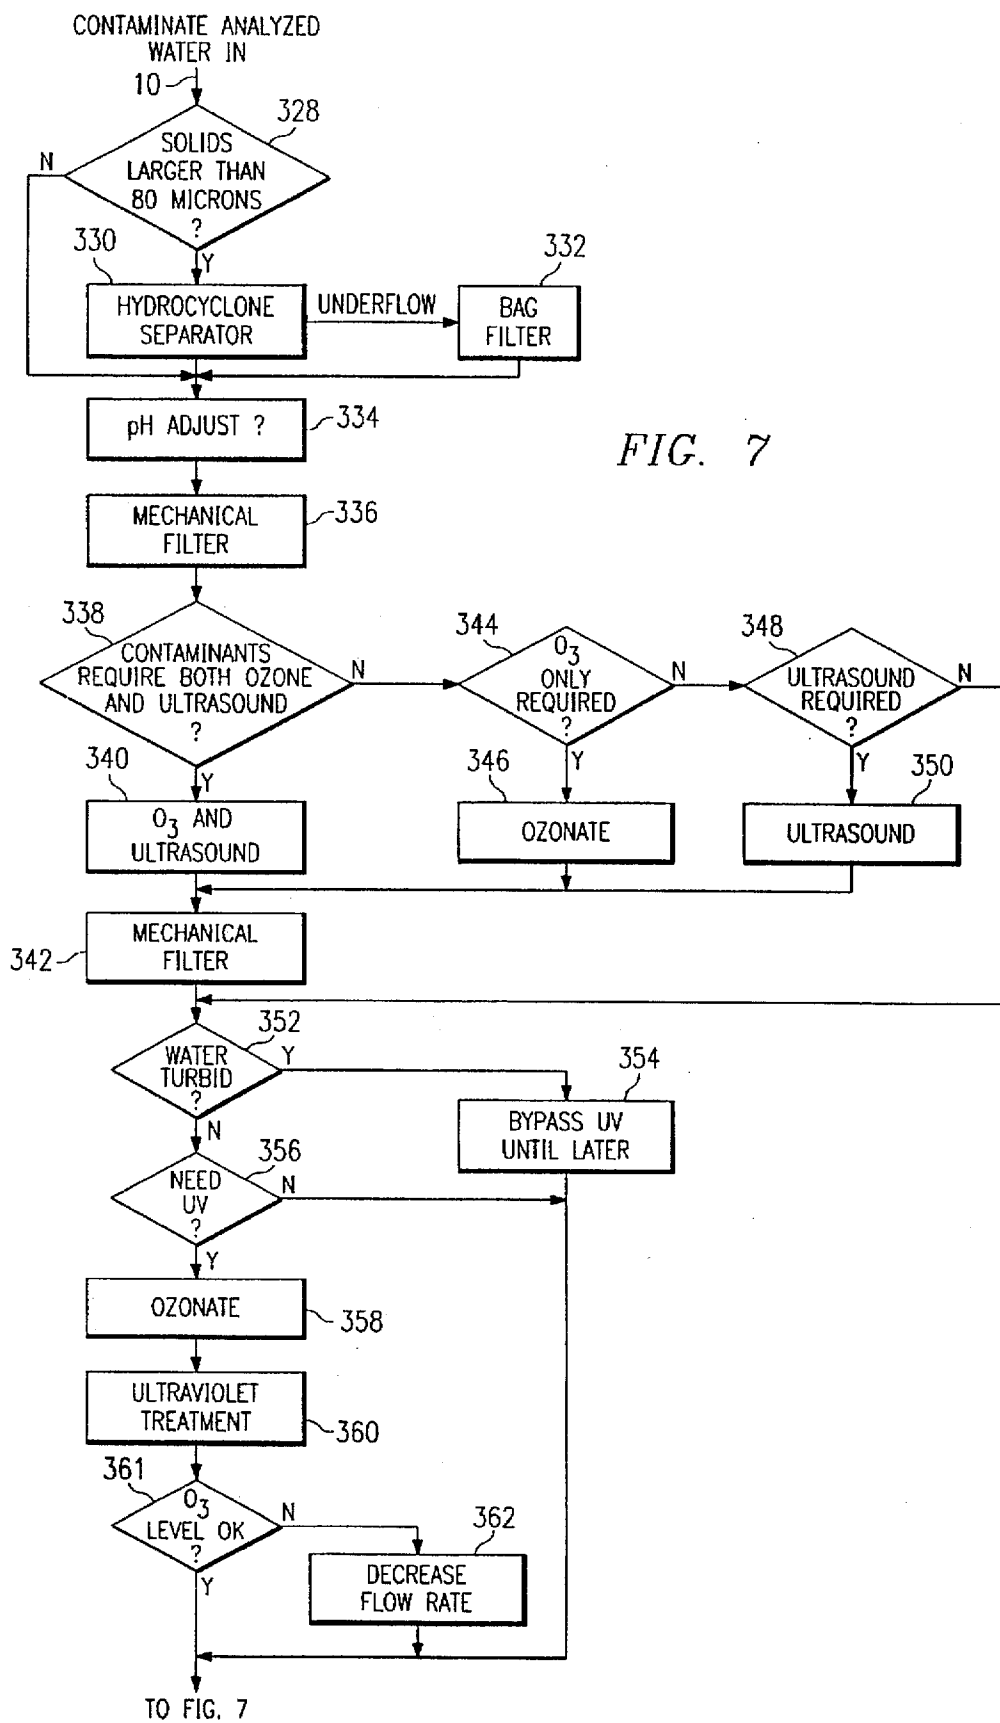 CONTAMINATE ANALYZED
WATER IN
10
328
SOLIDS
LARGER THAN
80 MICRONS
?
N
Y
330
HYDROCYCLONE
SEPARATOR
UNDERFLOW
332
BAG
FILTER
pH ADJUST ?
334
FIG. 7
MECHANICAL
FILTER
336
338
CONTAMINANTS
REQUIRE BOTH OZONE
AND ULTRASOUND
?
N
Y
344
O3
ONLY
REQUIRED
?
N
Y
348
ULTRASOUND
REQUIRED
?
N
Y
340
O3 AND
ULTRASOUND
346
OZONATE
350
ULTRASOUND
342
MECHANICAL
FILTER
352
WATER
TURBID
?
Y
N
354
BYPASS UV
UNTIL LATER
356
NEED
UV
?
N
Y
OZONATE
358
ULTRAVIOLET
TREATMENT
360
361
O3
LEVEL OK
?
N
Y
362
DECREASE
FLOW RATE
TO FIG. 7